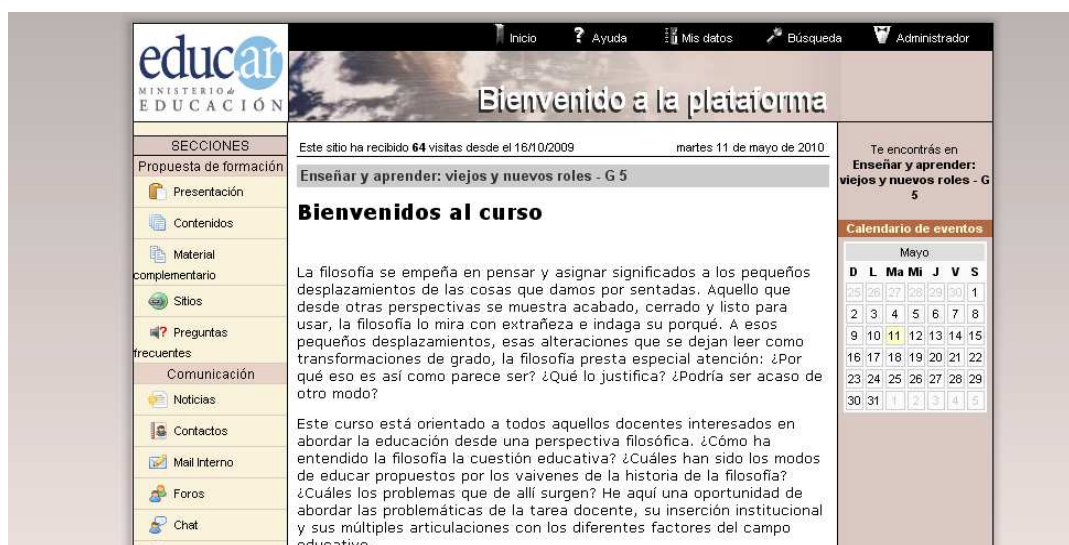 Inicio
? Ayuda
Mis datos
Búsqueda
Administrador
educar
MINISTERIO de
EDUCACIÓN
Bienvenido a la plataforma
SECCIONES
Propuesta de formación
Presentación
Contenidos
Material
complementario
Sitios
Preguntas
frecuentes
Comunicación
Noticias
Contactos
Mail Interno
Foros
Chat
Este sitio ha recibido 64 visitas desde el 16/10/2009
martes 11 de mayo de 2010
Enseñar y aprender: viejos y nuevos roles - G 5
Bienvenidos al curso
La filosofía se empeña en pensar y asignar significados a los pequeños
desplazamientos de las cosas que damos por sentadas. Aquello que
desde otras perspectivas se muestra acabado, cerrado y listo para
usar, la filosofía lo mira con extrañeza e indaga su porqué. A esos
pequeños desplazamientos, esas alteraciones que se dejan leer como
transformaciones de grado, la filosofía presta especial atención: ¿Por
qué eso es así como parece ser? ¿Qué lo justifica? ¿Podría ser acaso de
otro modo?
Este curso está orientado a todos aquellos docentes interesados en
abordar la educación desde una perspectiva filosófica. ¿Cómo ha
entendido la filosofía la cuestión educativa? ¿Cuáles han sido los modos
de educar propuestos por los vaivenes de la historia de la filosofía?
¿Cuáles los problemas que de allí surgen? He aquí una oportunidad de
abordar las problemáticas de la tarea docente, su inserción institucional
y sus múltiples articulaciones con los diferentes factores del campo
educativo.
Te encontrás en
Enseñar y aprender:
viejos y nuevos roles - G
5
Calendario de eventos
Mayo
D L Ma Mi J V S
25 26 27 28 29 30 1
2 3 4 5 6 7 8
9 10 11 12 13 14 15
16 17 18 19 20 21 22
23 24 25 26 27 28 29
30 31 1 2 3 4 5